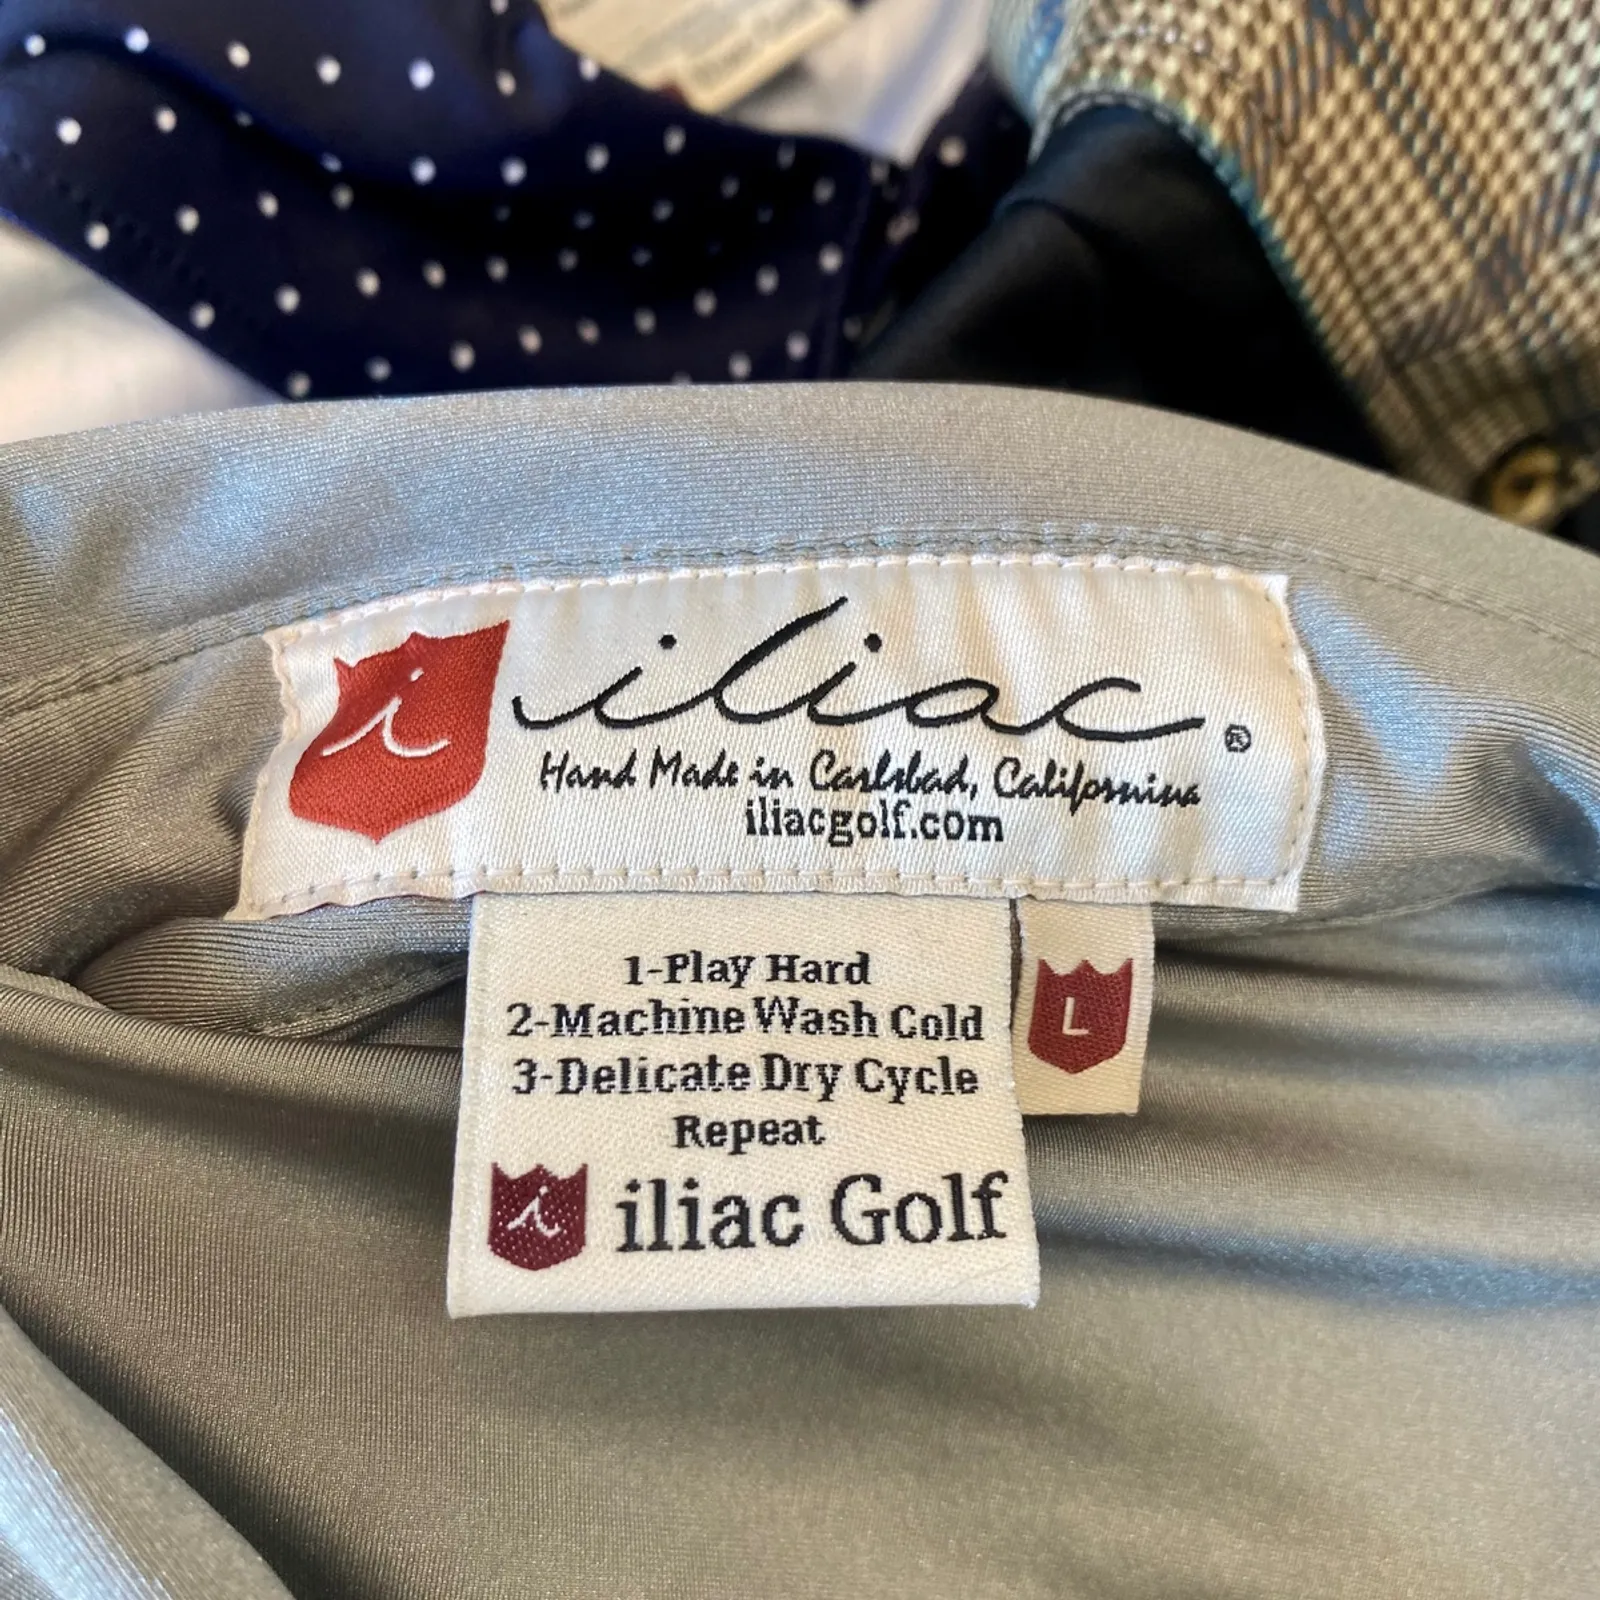 i iliac®
Hand Made in Carlsbad, California
iliacgolf.com
1-Play Hard
2-Machine Wash Cold
3-Delicate Dry Cycle
Repeat
i iliac Golf
L